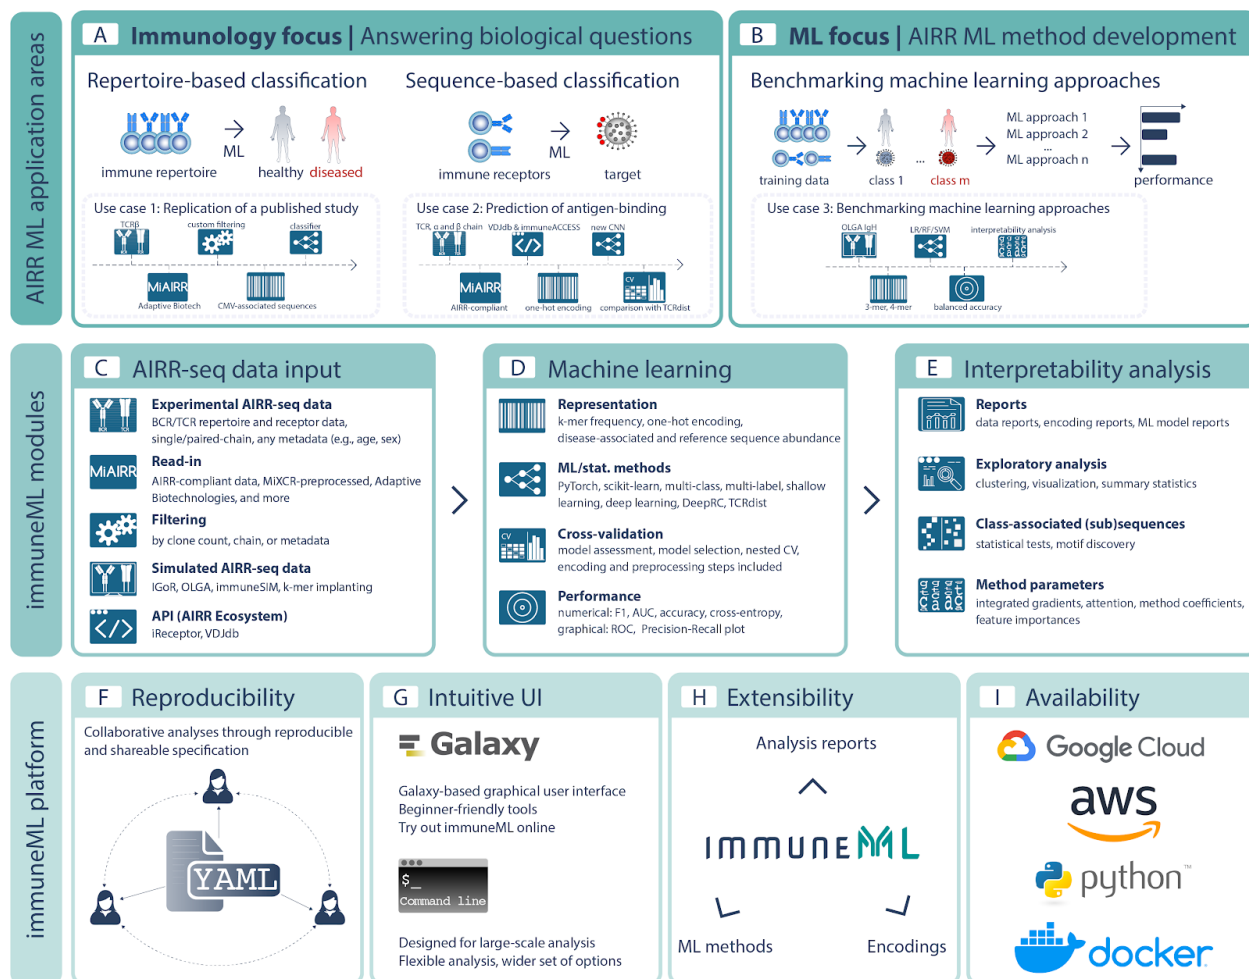 AIRR ML application areas
A Immunology focus | Answering biological questions
Repertoire-based classification
immune repertoire
ML
healthy diseased
Sequence-based classification
immune receptors
ML
target
Use case 1: Replication of a published study
TCRβ
custom filtering
classifier
MiAIRR
Adaptive Biotech
CMV-associated sequences
Use case 2: Prediction of antigen-binding
TCR, α and β chain
VDJdb & immuneACCESS
new CNN
MiAIRR
CV
AIRR-compliant
one-hot encoding
comparison with TCRdist
B ML focus | AIRR ML method development
Benchmarking machine learning approaches
training data
class 1
...
class m
ML approach 1
ML approach 2
...
ML approach n
performance
Use case 3: Benchmarking machine learning approaches
OLGA IgH
LR/RF/SVM
interpretability analysis
3-mer, 4-mer
balanced accuracy
immuneML modules
C AIRR-seq data input
BCR TCR
Experimental AIRR-seq data
BCR/TCR repertoire and receptor data,
single/paired-chain, any metadata (e.g., age, sex)
MiAIRR
Read-in
AIRR-compliant data, MiXCR-preprocessed, Adaptive
Biotechnologies, and more
Filtering
by clone count, chain, or metadata
Simulated AIRR-seq data
IGoR, OLGA, immuneSIM, k-mer implanting
API (AIRR Ecosystem)
iReceptor, VDJdb
D Machine learning
Representation
k-mer frequency, one-hot encoding,
disease-associated and reference sequence abundance
ML/stat. methods
PyTorch, scikit-learn, multi-class, multi-label, shallow
learning, deep learning, DeepRC, TCRdist
CV
Cross-validation
model assessment, model selection, nested CV,
encoding and preprocessing steps included
Performance
numerical: F1, AUC, accuracy, cross-entropy,
graphical: ROC, Precision-Recall plot
E Interpretability analysis
Reports
data reports, encoding reports, ML model reports
Exploratory analysis
clustering, visualization, summary statistics
Class-associated (sub)sequences
statistical tests, motif discovery
Method parameters
integrated gradients, attention, method coefficients,
feature importances
immuneML platform
F Reproducibility
Collaborative analyses through reproducible
and shareable specification
YAML
G Intuitive UI
Galaxy
Galaxy-based graphical user interface
Beginner-friendly tools
Try out immuneML online
$_
Command line
Designed for large-scale analysis
Flexible analysis, wider set of options
H Extensibility
Analysis reports
IMMUNEML
ML methods
Encodings
I Availability
Google Cloud
aws
python™
docker